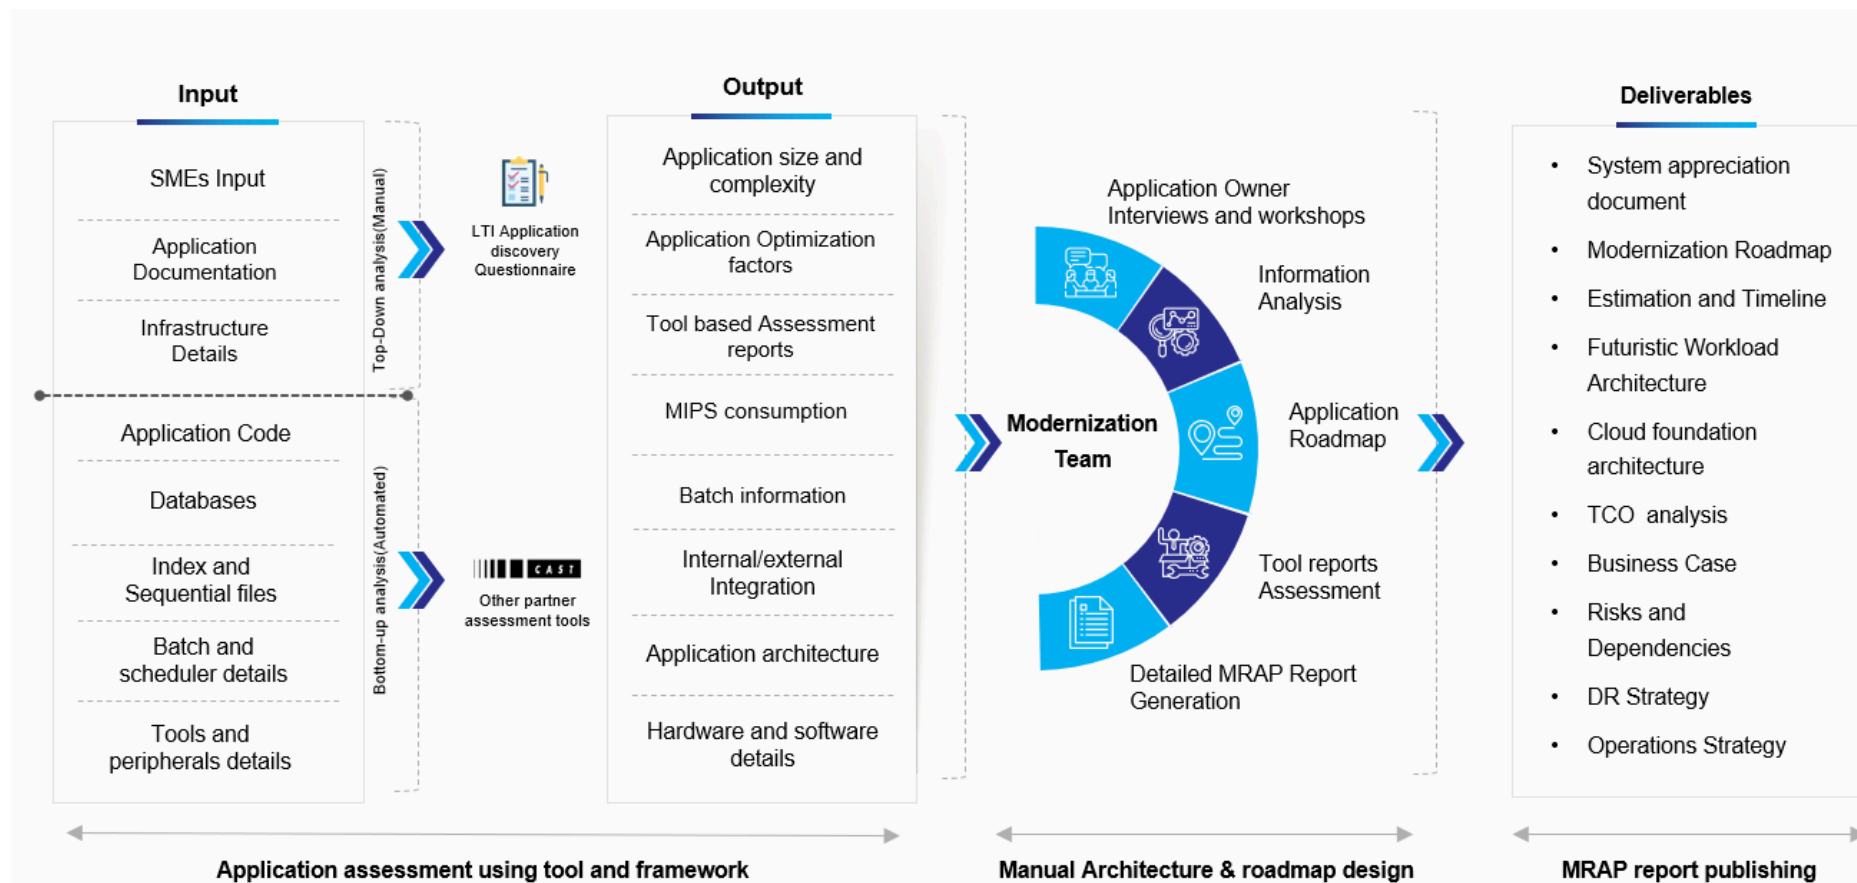 Input
SMEs Input
Application
Documentation
Infrastructure
Details
Application Code
Databases
Index and
Sequential files
Batch and
scheduler details
Tools and
peripherals details
Top-Down analysis(Manual)
Bottom-up analysis(Automated)
LTI Application
discovery
Questionnaire
CAST
Other partner
assessment tools
Output
Application size and
complexity
Application Optimization
factors
Tool based Assessment
reports
MIPS consumption
Batch information
Internal/external
Integration
Application architecture
Hardware and software
details
Modernization
Team
Application Owner
Interviews and workshops
Information
Analysis
Application
Roadmap
Tool reports
Assessment
Detailed MRAP Report
Generation
Deliverables
• System appreciation
document
• Modernization Roadmap
• Estimation and Timeline
• Futuristic Workload
Architecture
• Cloud foundation
architecture
• TCO analysis
• Business Case
• Risks and
Dependencies
• DR Strategy
• Operations Strategy
Application assessment using tool and framework
Manual Architecture & roadmap design
MRAP report publishing